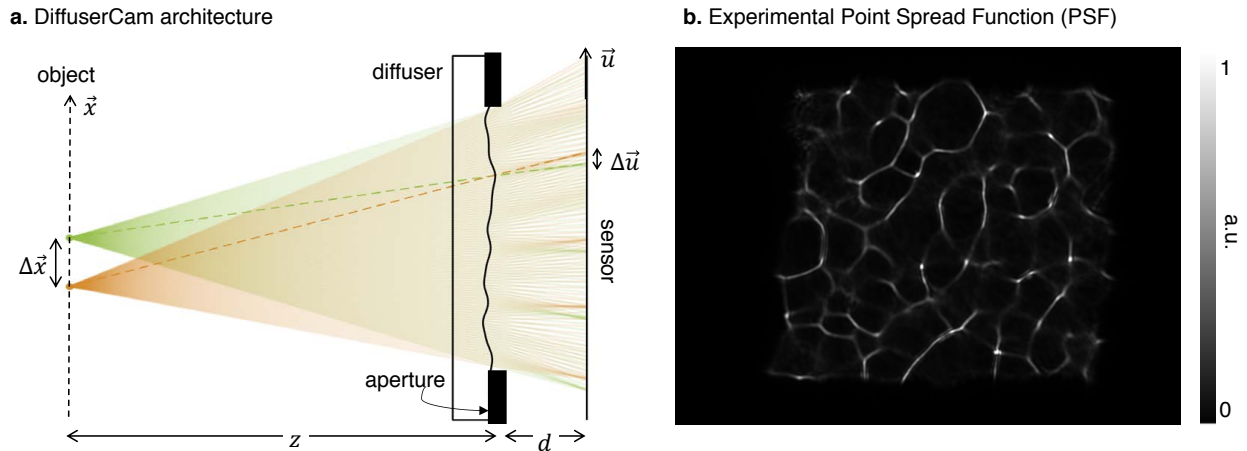 a. DiffuserCam architecture
object
x⃗
diffuser
u⃗
Δu⃗
sensor
Δx⃗
aperture
z
d
b. Experimental Point Spread Function (PSF)
1
a.u.
0